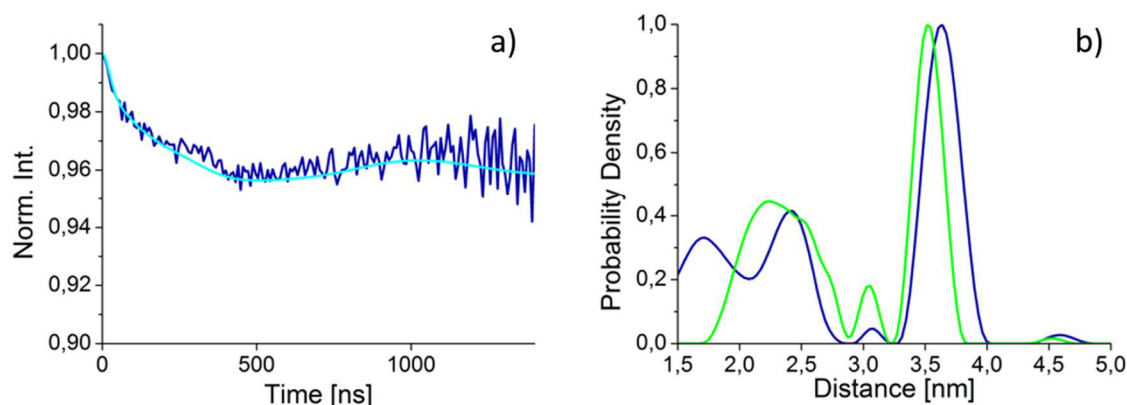 a)
1,00
0,98
0,96
0,94
0,92
0,90
Norm. Int.
0 500 1000
Time [ns]
b)
1,0
0,8
0,6
0,4
0,2
0,0
Probability Density
1,5 2,0 2,5 3,0 3,5 4,0 4,5 5,0
Distance [nm]